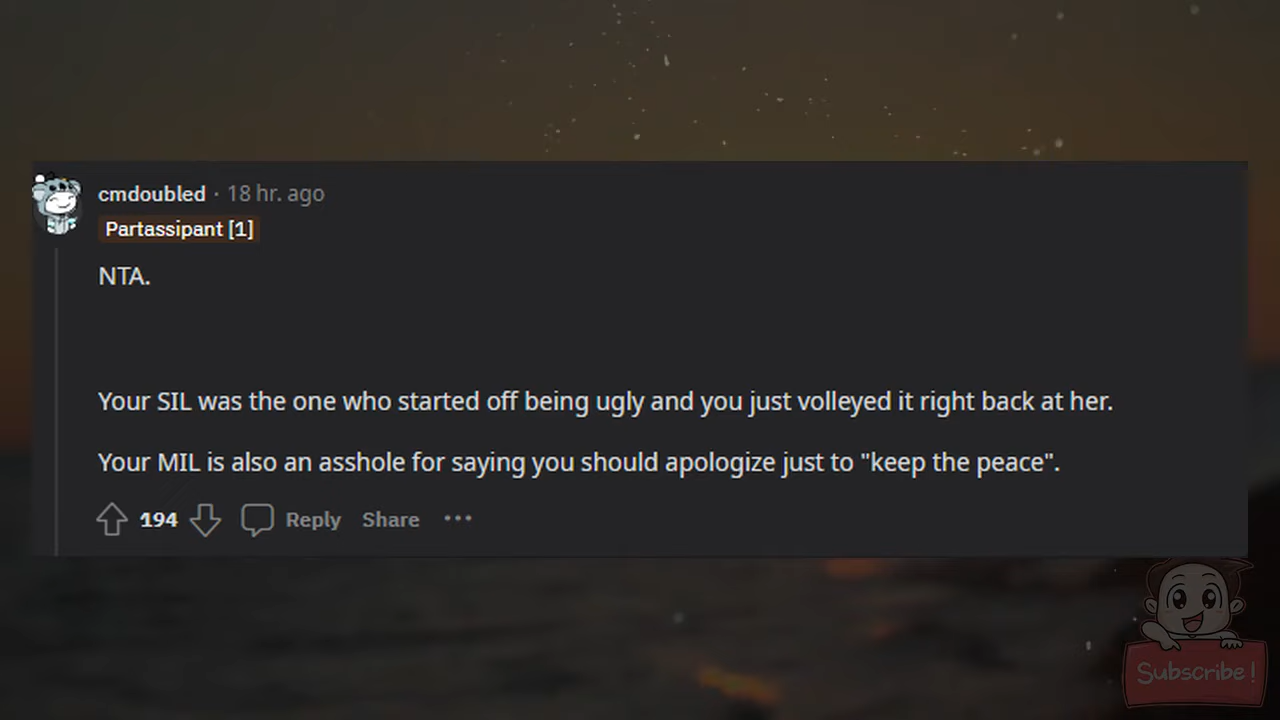 cmdoubled · 18 hr. ago
Partassipant [1]
NTA.
Your SIL was the one who started off being ugly and you just volleyed it right back at her.
Your MIL is also an asshole for saying you should apologize just to "keep the peace".
194 Reply Share •••
Subscribe!